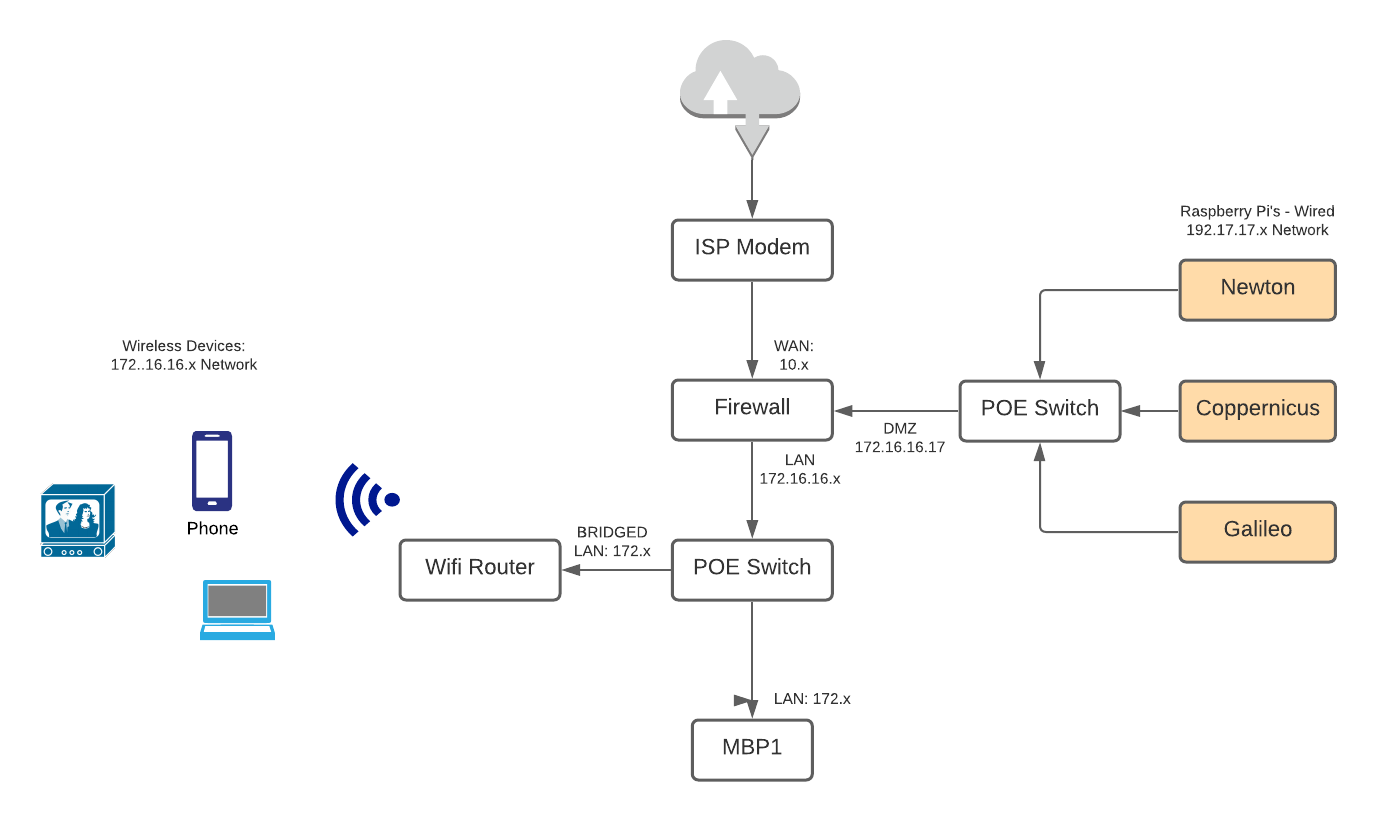 ISP Modem
Raspberry Pi's - Wired
192.17.17.x Network
Newton
Wireless Devices:
172..16.16.x Network
WAN:
10.x
Firewall
POE Switch
Coppernicus
DMZ
172.16.16.17
LAN
172.16.16.x
Phone
Galileo
BRIDGED
LAN: 172.x
Wifi Router
POE Switch
LAN: 172.x
MBP1